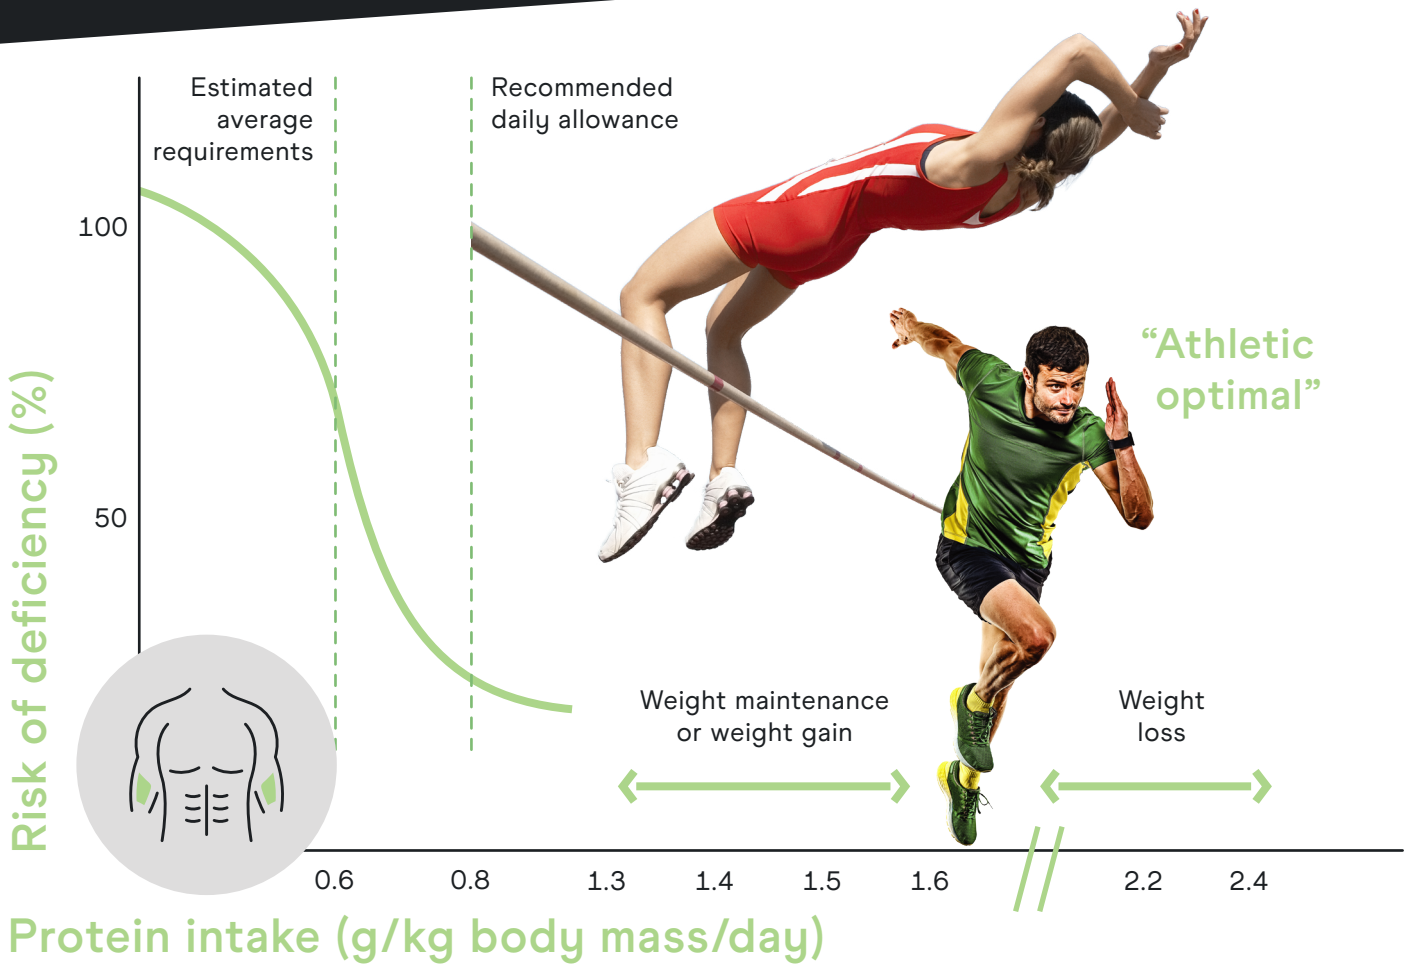 Estimated
average
requirements
Recommended
daily allowance
100
50
Risk of deficiency (%)
“Athletic
optimal”
Weight maintenance
or weight gain
Weight
loss
0.6 0.8 1.3 1.4 1.5 1.6 2.2 2.4
Protein intake (g/kg body mass/day)